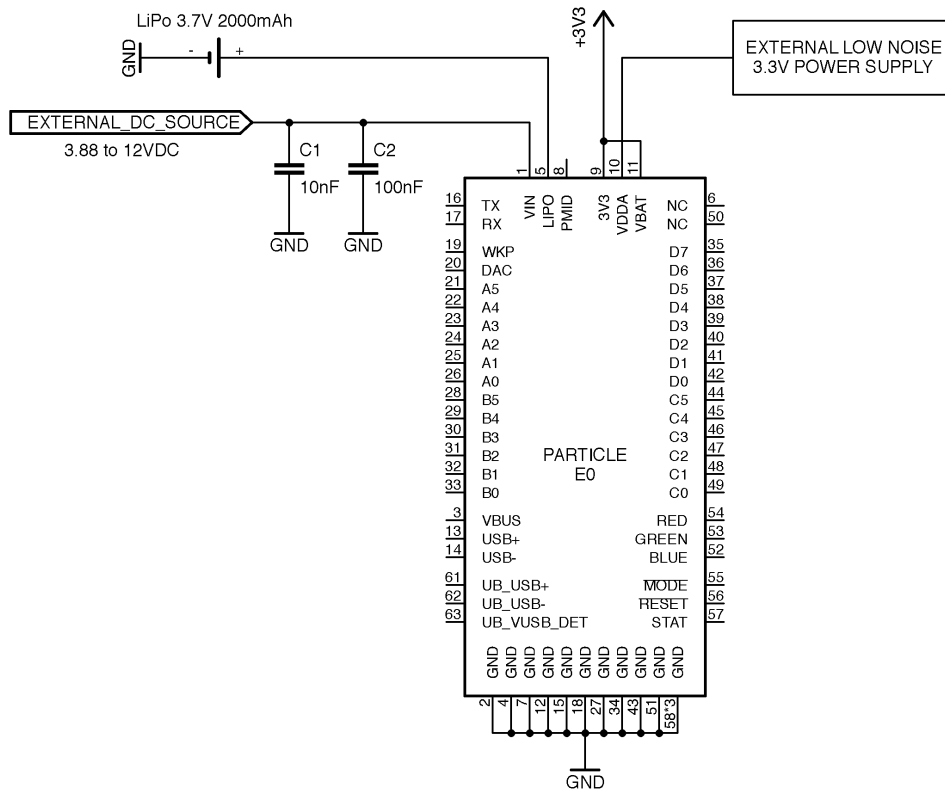 LiPo 3.7V 2000mAh
GND
-
+
+3V3
EXTERNAL LOW NOISE
3.3V POWER SUPPLY
EXTERNAL_DC_SOURCE
3.88 to 12VDC
C1
10nF
GND
C2
100nF
GND
1
5
8
9
10
11
VIN
LIPO
PMID
3V3
VDDA
VBAT
16 TX
17 RX
19 WKP
20 DAC
21 A5
22 A4
23 A3
24 A2
25 A1
26 A0
28 B5
29 B4
30 B3
31 B2
32 B1
33 B0
3 VBUS
13 USB+
14 USB-
61 UB_USB+
62 UB_USB-
63 UB_VUSB_DET
PARTICLE
E0
NC 6
NC 50
D7 35
D6 36
D5 37
D4 38
D3 39
D2 40
D1 41
D0 42
C5 44
C4 45
C3 46
C2 47
C1 48
C0 49
RED 54
GREEN 53
BLUE 52
MODE 55
RESET 56
STAT 57
GND
GND
GND
GND
GND
GND
GND
GND
GND
GND
GND
2
4
7
12
15
18
27
34
43
51
58*3
GND